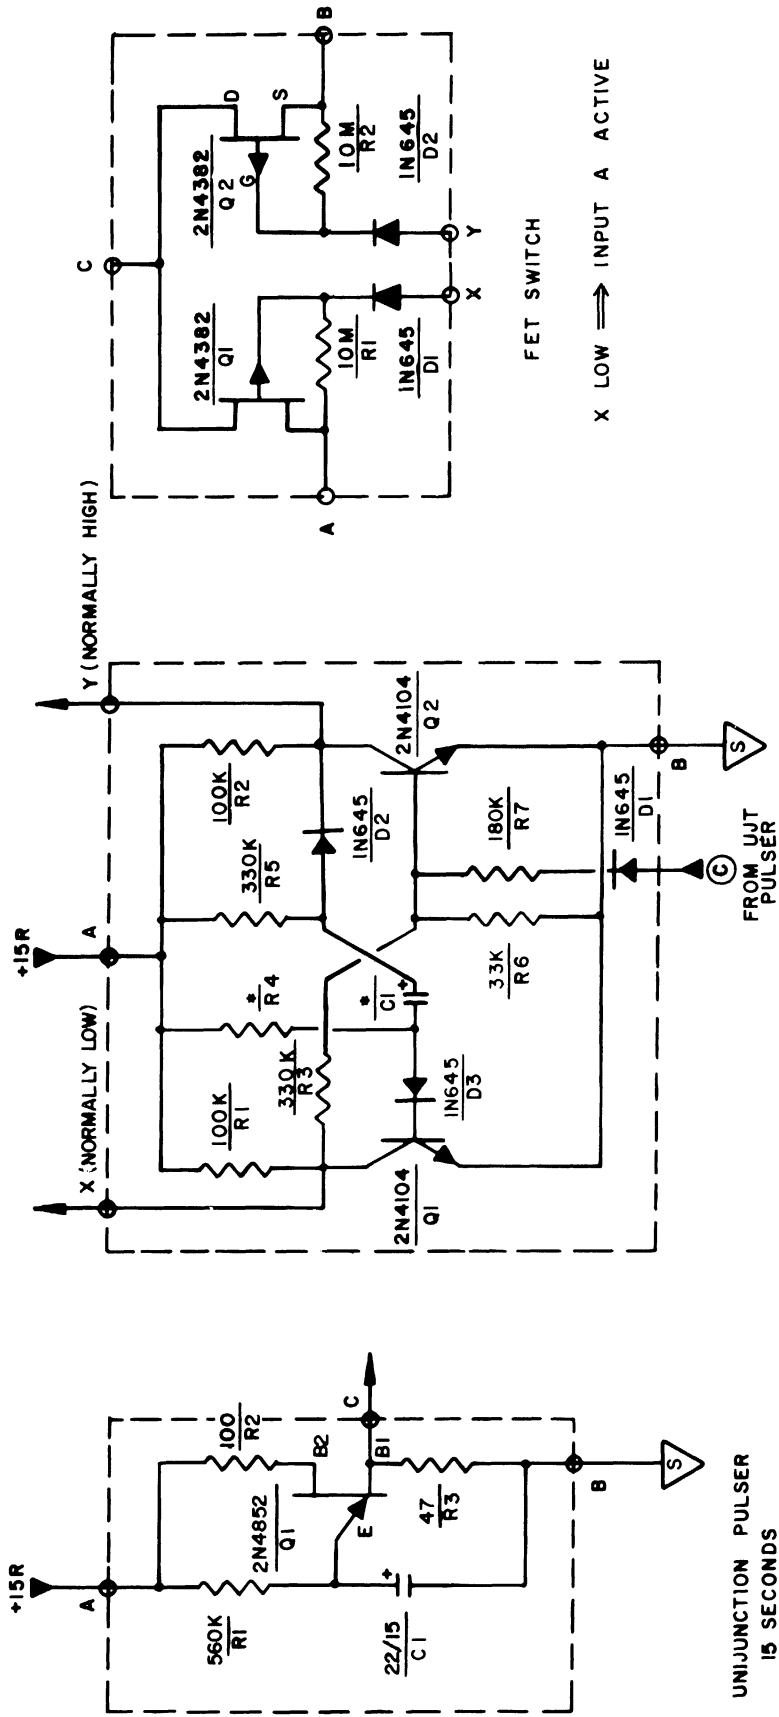 +15R
A
560K
R1
100
R2
2N4852
Q1
B2
B1
E
C
22/15
C1
+
47
R3
B
S
UNIJUNCTION PULSER
15 SECONDS
X (NORMALLY LOW)
+15R
A
Y (NORMALLY HIGH)
100K
R1
*
R4
330K
R5
100K
R2
330K
R3
*
C1
+
1N645
D2
2N4104
Q1
1N645
D3
2N4104
Q2
33K
R6
180K
R7
1N645
D1
B
S
C
FROM UJT
PULSER
C
2N4382
Q1
2N4382
Q2
D
S
G
A
B
10M
R1
10M
R2
1N645
D1
1N645
D2
X
Y
FET SWITCH
X LOW ⟹ INPUT A ACTIVE